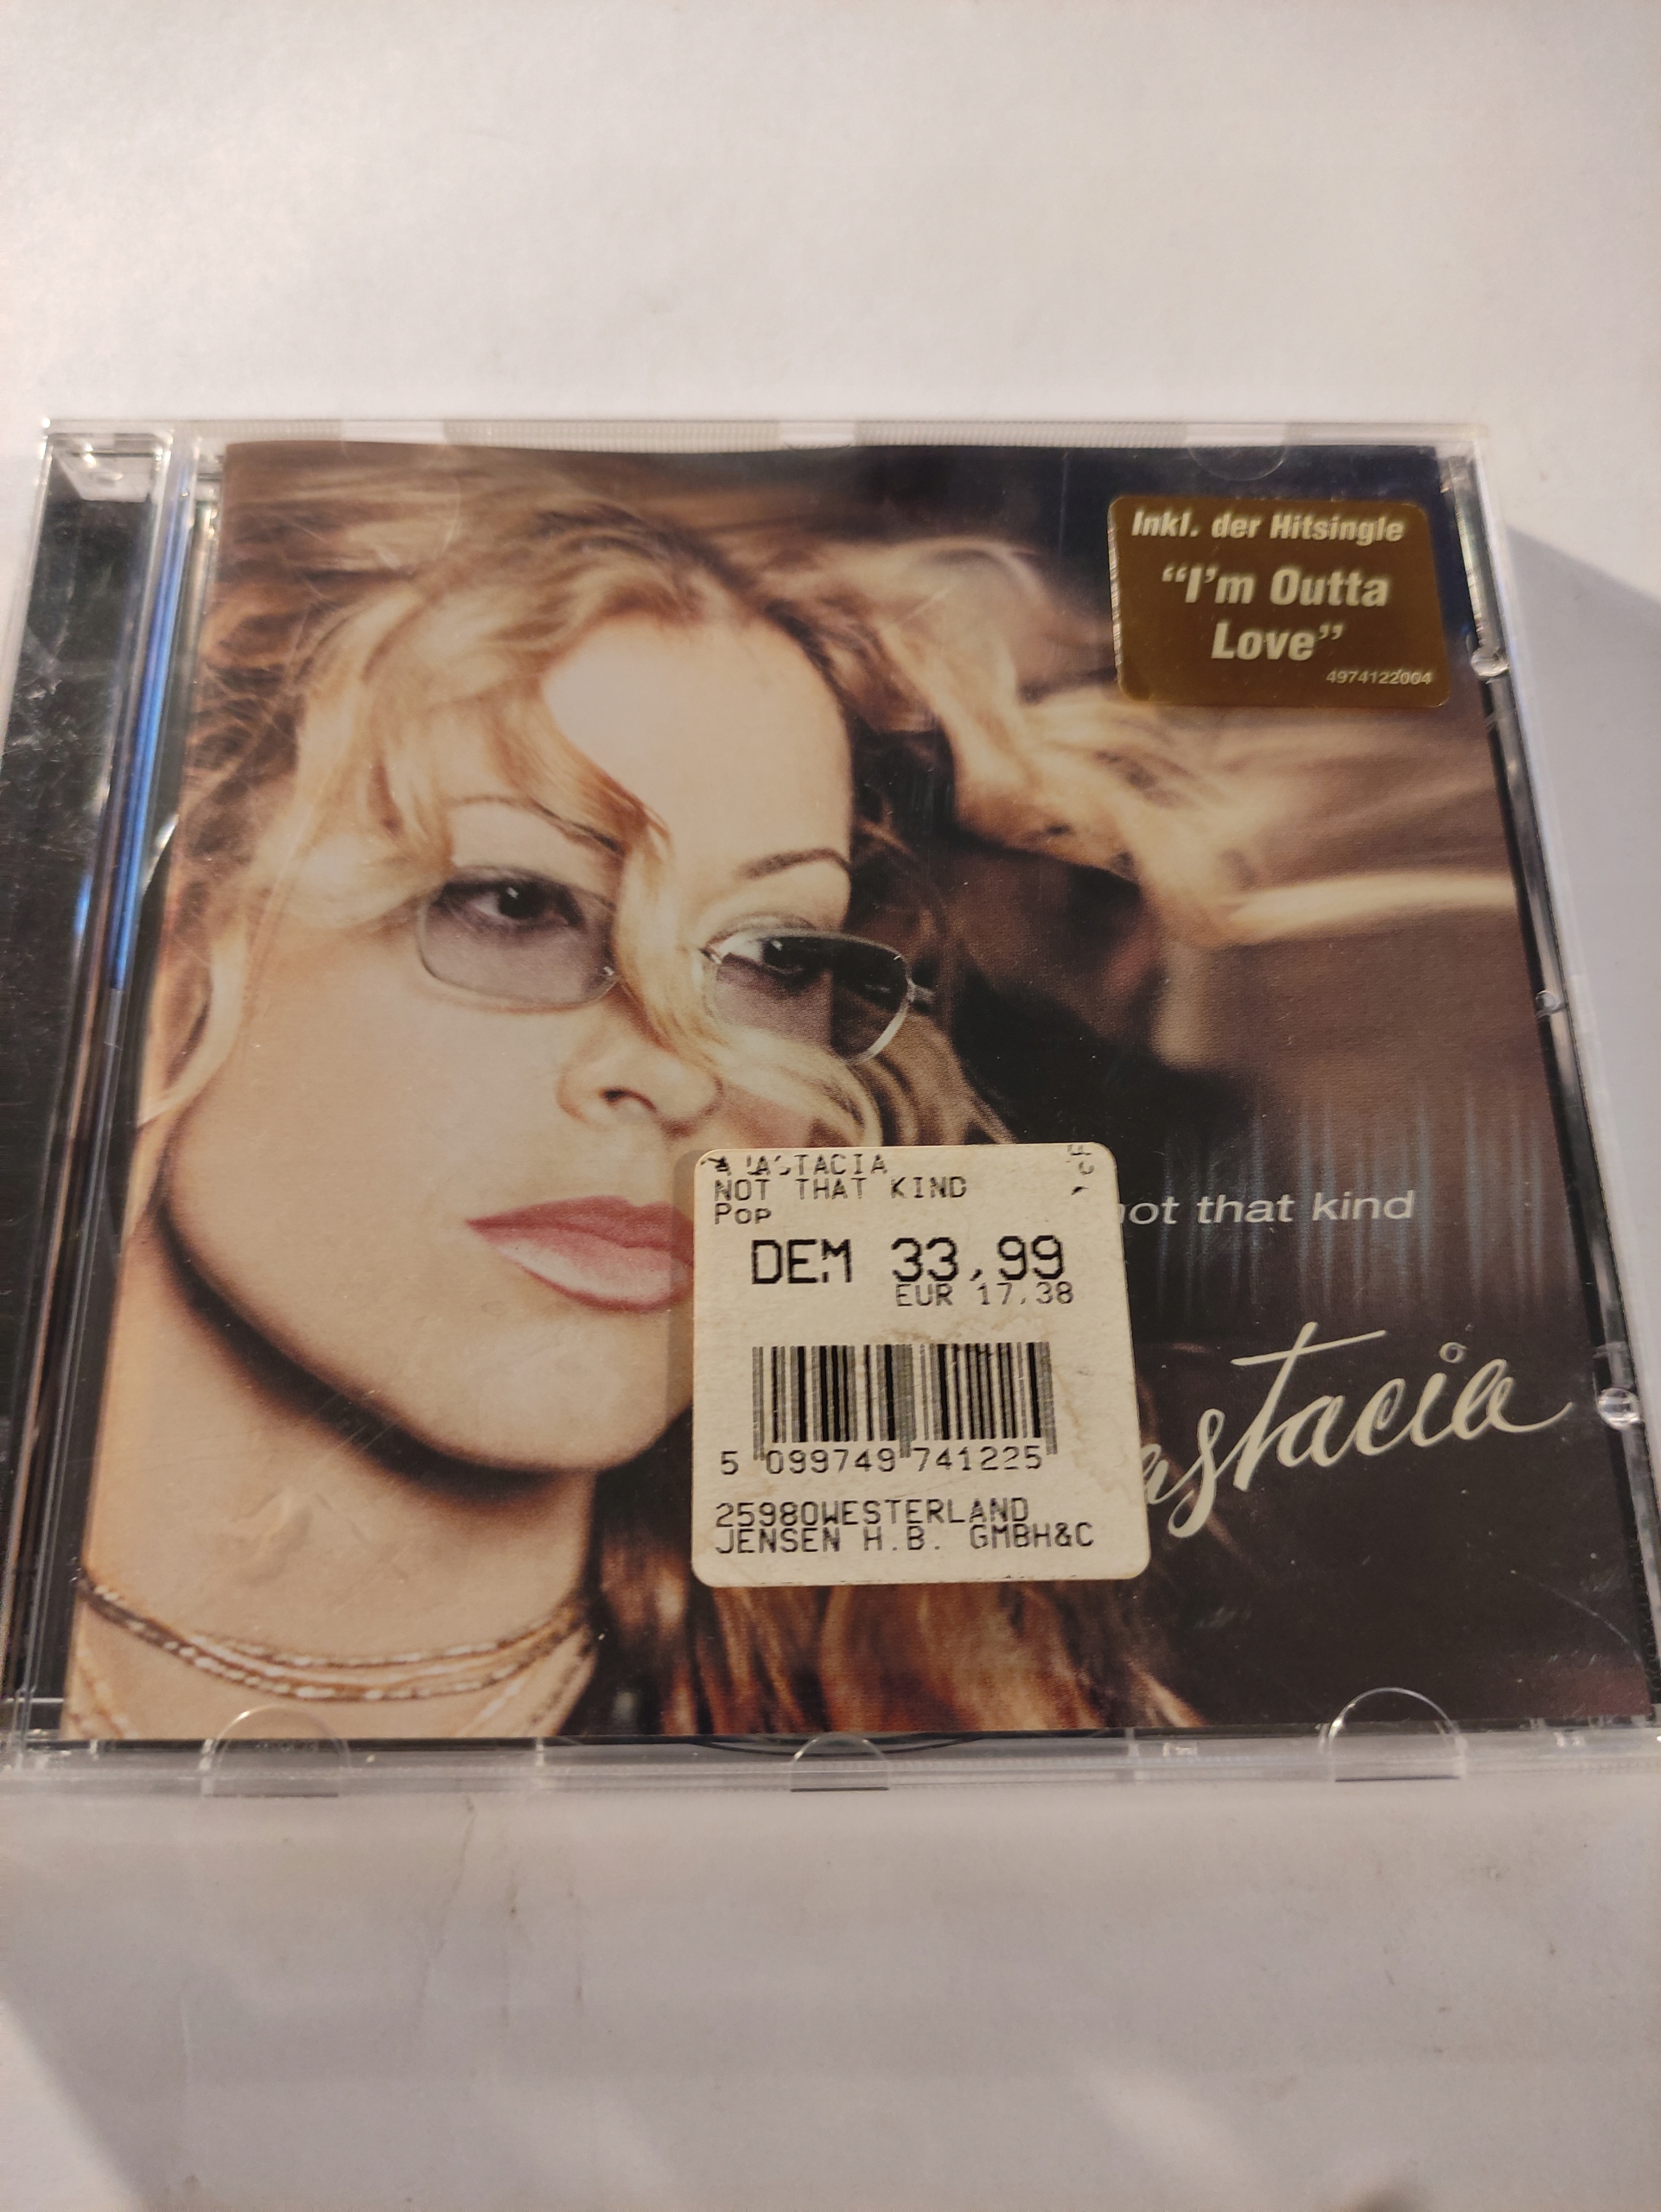 Inkl. der Hitsingle
“I’m Outta
Love”
4974122004
NOT THAT KIND
Pop
DEM 33,99
EUR 17,38
5 099749 741225
25980WESTERLAND
JENSEN H.B. GMBH&C
not that kind
astacia